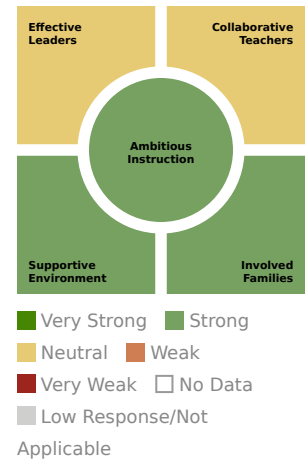 Effective
Leaders
Collaborative
Teachers
Ambitious
Instruction
Supportive
Environment
Involved
Families
Very Strong Strong
Neutral Weak
Very Weak No Data
Low Response/Not
Applicable